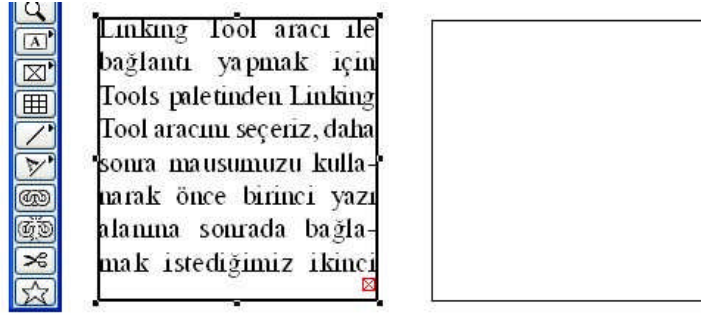 A
Linking Tool aracı ile
bağlantı yapmak için
Tools paletinden Linking
Tool aracını seçeriz, daha
sonra mausumuzu kulla-
narak önce birinci yazı
alanına sonrada bağla-
mak istediğimiz ikinci